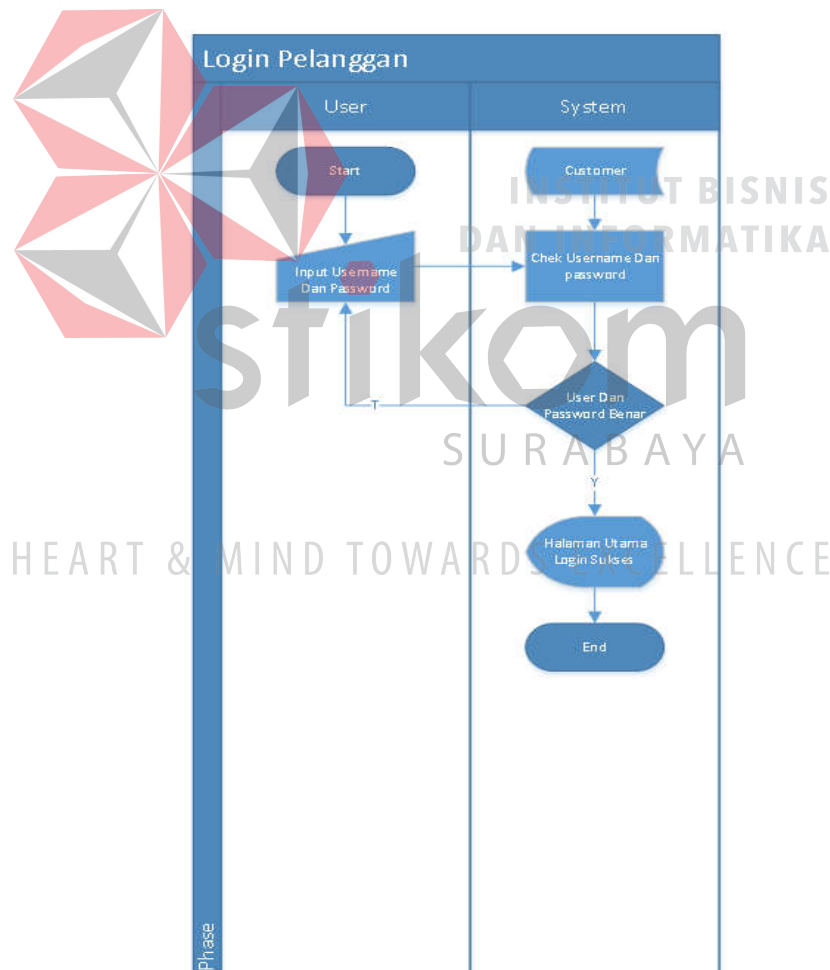 Login Pelanggan
User
System
Start
Customer
INSTITUT BISNIS
DAN INFORMATIKA
Input Username
Dan Password
Chek Username Dan
password
stikom
User Dan
Password Benar
T
SURABAYA
Y
Halaman Utama
Login Sukses
HEART & MIND TOWARDS EXCELLENCE
End
Phase